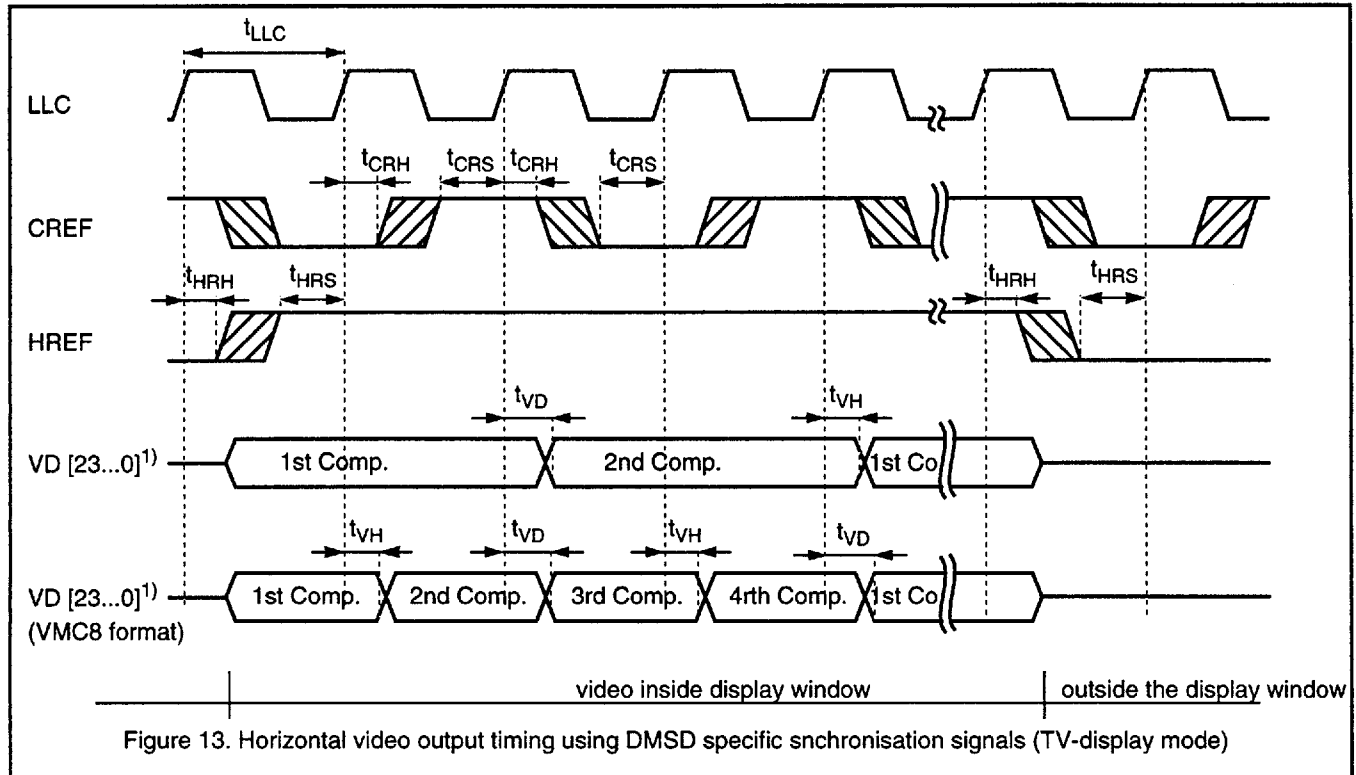 tLLC
LLC
tCRH tCRS tCRH tCRS
CREF
tHRH tHRS tHRH tHRS
HREF
tVD tVH
VD [23...0]1) 1st Comp. 2nd Comp. 1st Co
tVH tVD tVH tVD
VD [23...0]1) 1st Comp. 2nd Comp. 3rd Comp. 4rth Comp. 1st Co
(VMC8 format)
video inside display window outside the display window
Figure 13. Horizontal video output timing using DMSD specific snchronisation signals (TV-display mode)